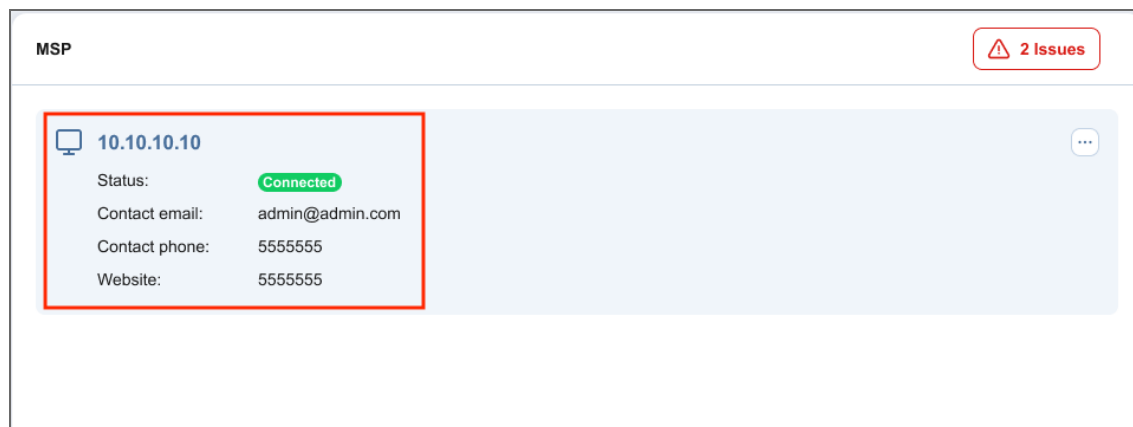 MSP
2 Issues
10.10.10.10
Status: Connected
Contact email: admin@admin.com
Contact phone: 5555555
Website: 5555555